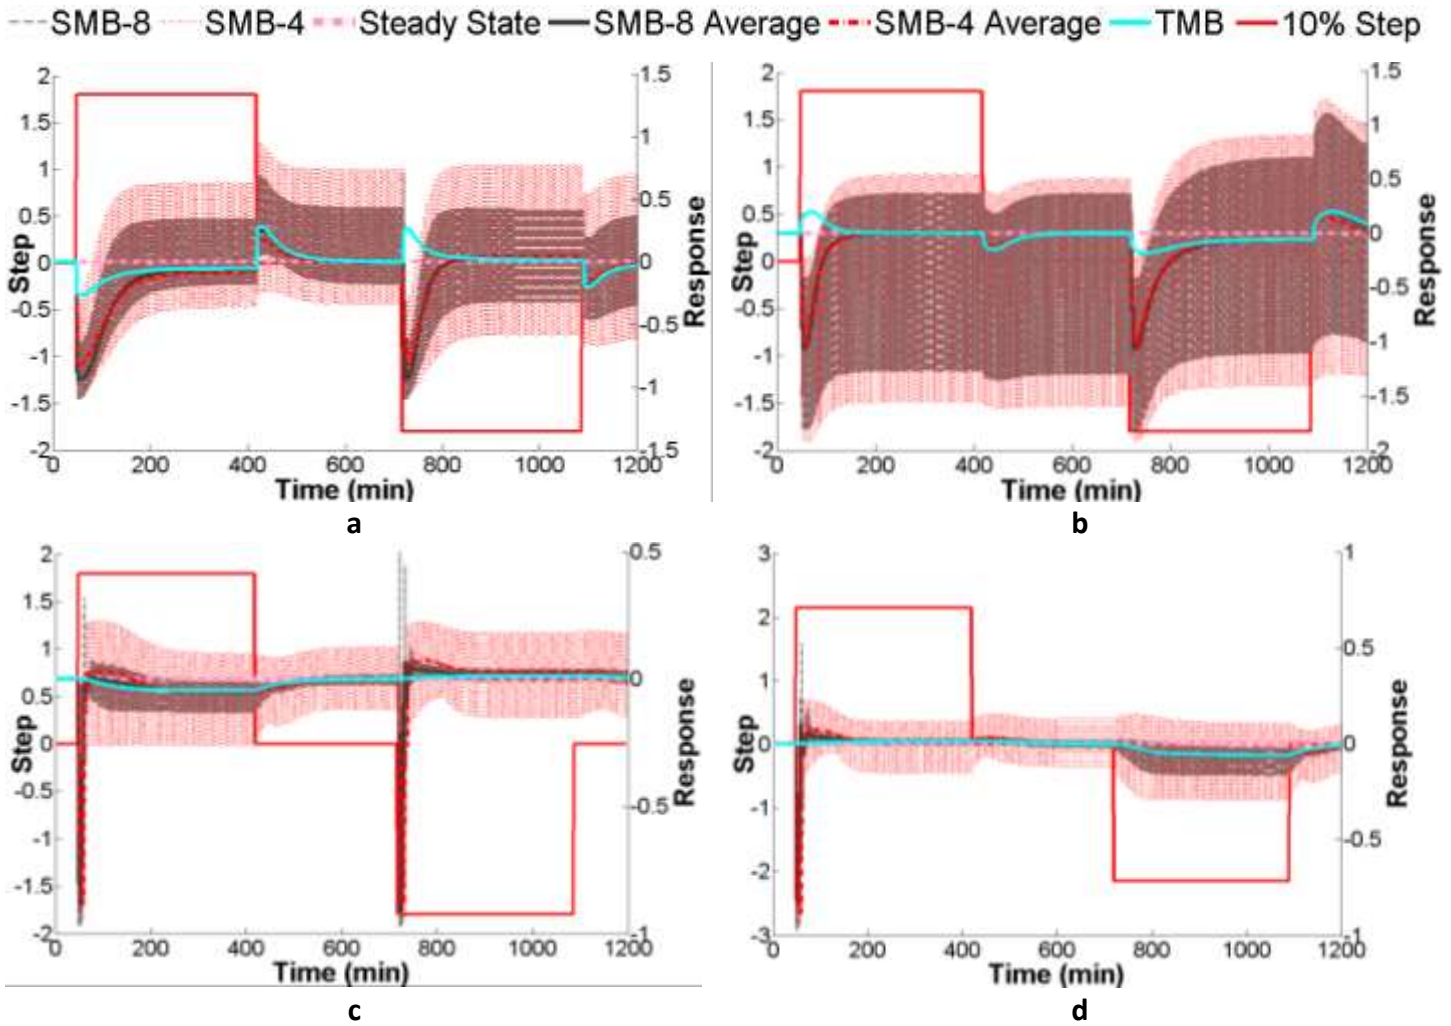 SMB-8 SMB-4 Steady State SMB-8 Average SMB-4 Average TMB 10% Step
2 1.5 1 0.5 0 -0.5 -1 -1.5 -2
Step
1.5 1 0.5 0 -0.5 -1 -1.5
Response
0 200 400 600 800 1000 1200
Time (min)
a
2 1.5 1 0.5 0 -0.5 -1 -1.5 -2
Step
1.5 1 0.5 0 -0.5 -1 -1.5 -2
Response
0 200 400 600 800 1000 1200
Time (min)
b
2 1.5 1 0.5 0 -0.5 -1 -1.5 -2
Step
0.5 0 -0.5 -1
Response
0 200 400 600 800 1000 1200
Time (min)
c
3 2 1 0 -1 -2 -3
Step
1 0.5 0 -0.5 -1
Response
0 200 400 600 800 1000 1200
Time (min)
d